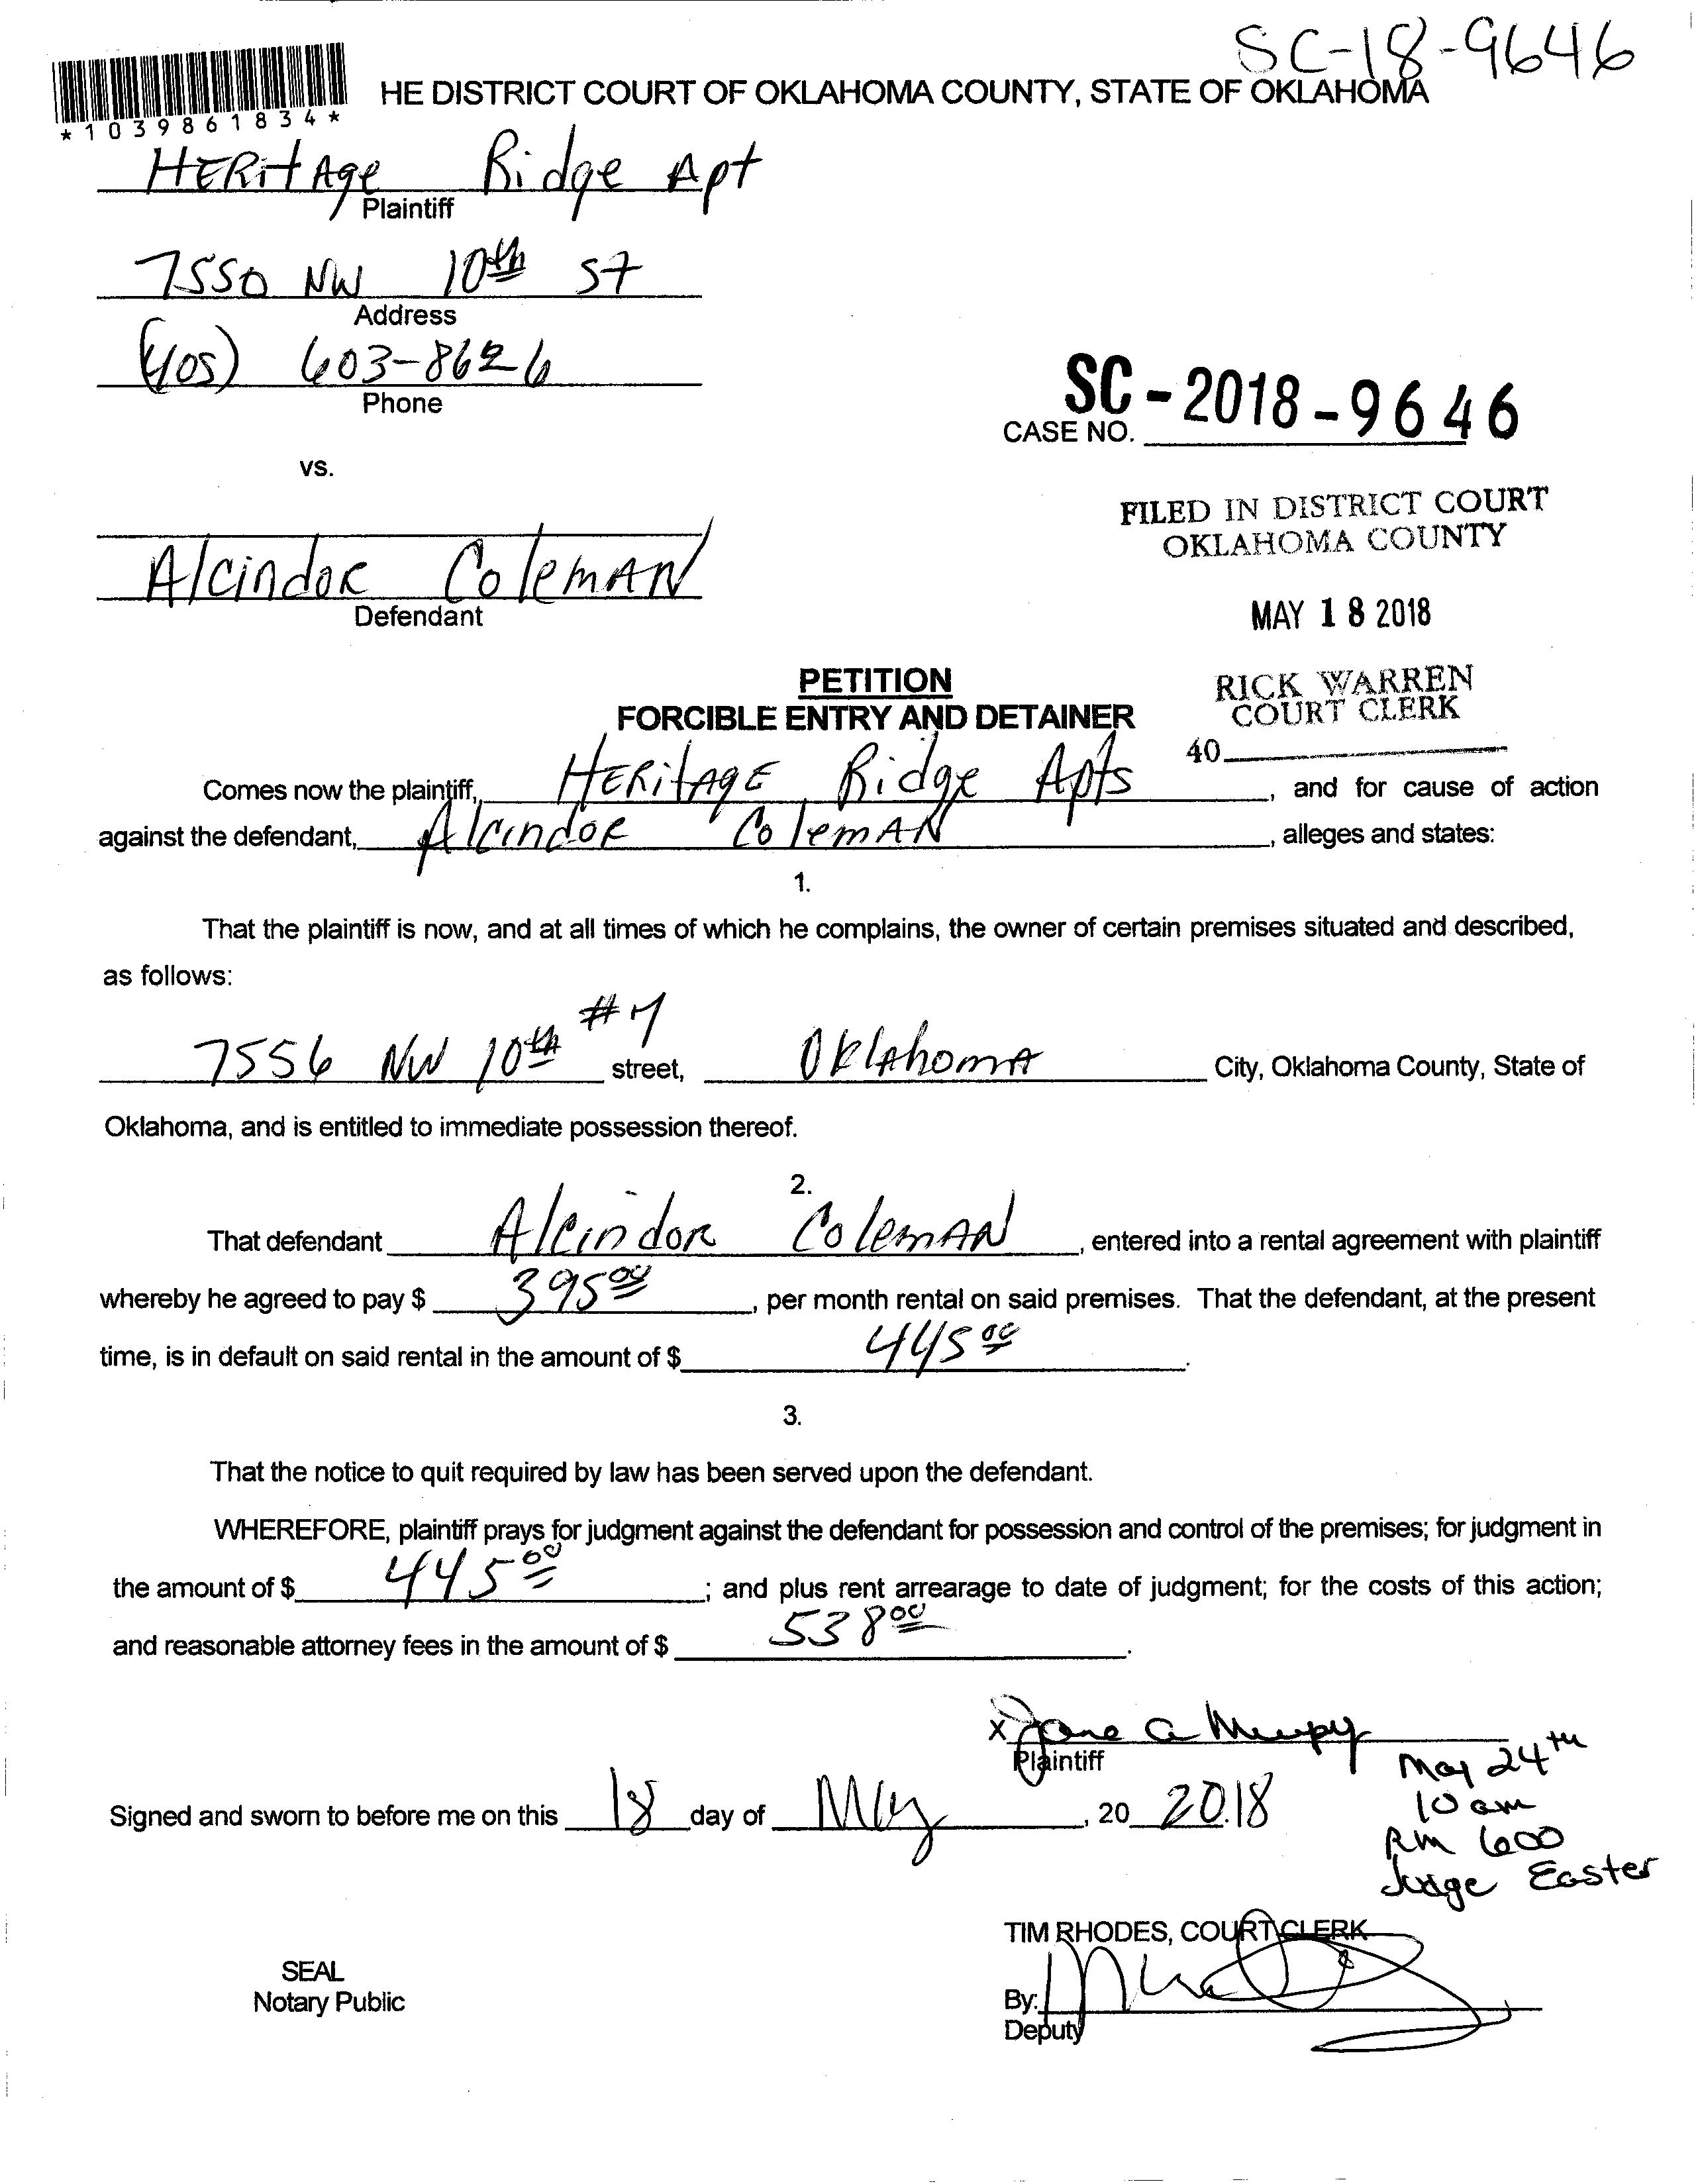 SC-18-9646
HE DISTRICT COURT OF OKLAHOMA COUNTY, STATE OF OKLAHOMA
*1039861834*
HERitAge Ridge Apt
Plaintiff
7550 NW 10th ST
Address
(405) 603-8626
Phone
SC-2018-9646
CASE NO.
vs.
FILED IN DISTRICT COURT
OKLAHOMA COUNTY
Alcindor ColemAN
Defendant
MAY 18 2018
PETITION
RICK WARREN
COURT CLERK
FORCIBLE ENTRY AND DETAINER
40
Comes now the plaintiff, HERitAGE Ridge Apts, and for cause of action
against the defendant, Alcindor ColemAN, alleges and states:
1.
That the plaintiff is now, and at all times of which he complains, the owner of certain premises situated and described,
as follows:
7556 NW 10th #7 street, OklahomA City, Oklahoma County, State of
Oklahoma, and is entitled to immediate possession thereof.
2.
That defendant Alcindor ColemAN, entered into a rental agreement with plaintiff
whereby he agreed to pay $ 395 00, per month rental on said premises. That the defendant, at the present
time, is in default on said rental in the amount of $ 445 00.
3.
That the notice to quit required by law has been served upon the defendant.
WHEREFORE, plaintiff prays for judgment against the defendant for possession and control of the premises; for judgment in
the amount of $ 445 00; and plus rent arrearage to date of judgment; for the costs of this action;
and reasonable attorney fees in the amount of $ 538 00.
x Jane a
Plaintiff
May 24th
10 am
Rm 600
Judge Easter
Signed and sworn to before me on this 18 day of May, 20 2018
TIM RHODES, COURT CLERK
SEAL
Notary Public
By:
Deputy